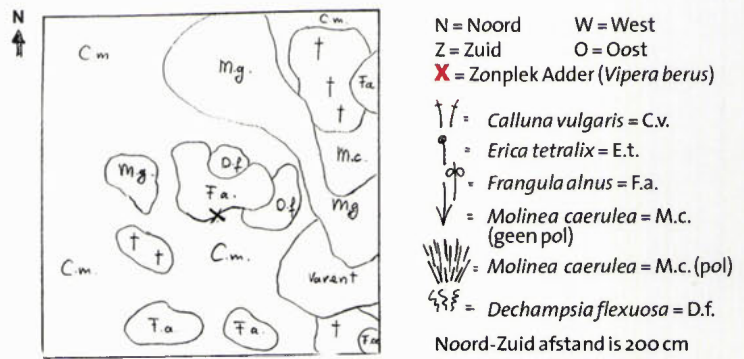 N
C.m.
C.m
M.g.
F.a
M.c.
M.g.
D.f
F.a.
D.f
Mg
X
C.m.
C.m.
Varent
F.a
F.a.
F.a
N = Noord W = West
Z = Zuid O = Oost
X = Zonplek Adder (Vipera berus)
= Calluna vulgaris = C.v.
= Erica tetralix = E.t.
= Frangula alnus = F.a.
= Molinea caerulea = M.c.
(geen pol)
= Molinea caerulea = M.c. (pol)
= Dechampsia flexuosa = D.f.
Noord-Zuid afstand is 200 cm